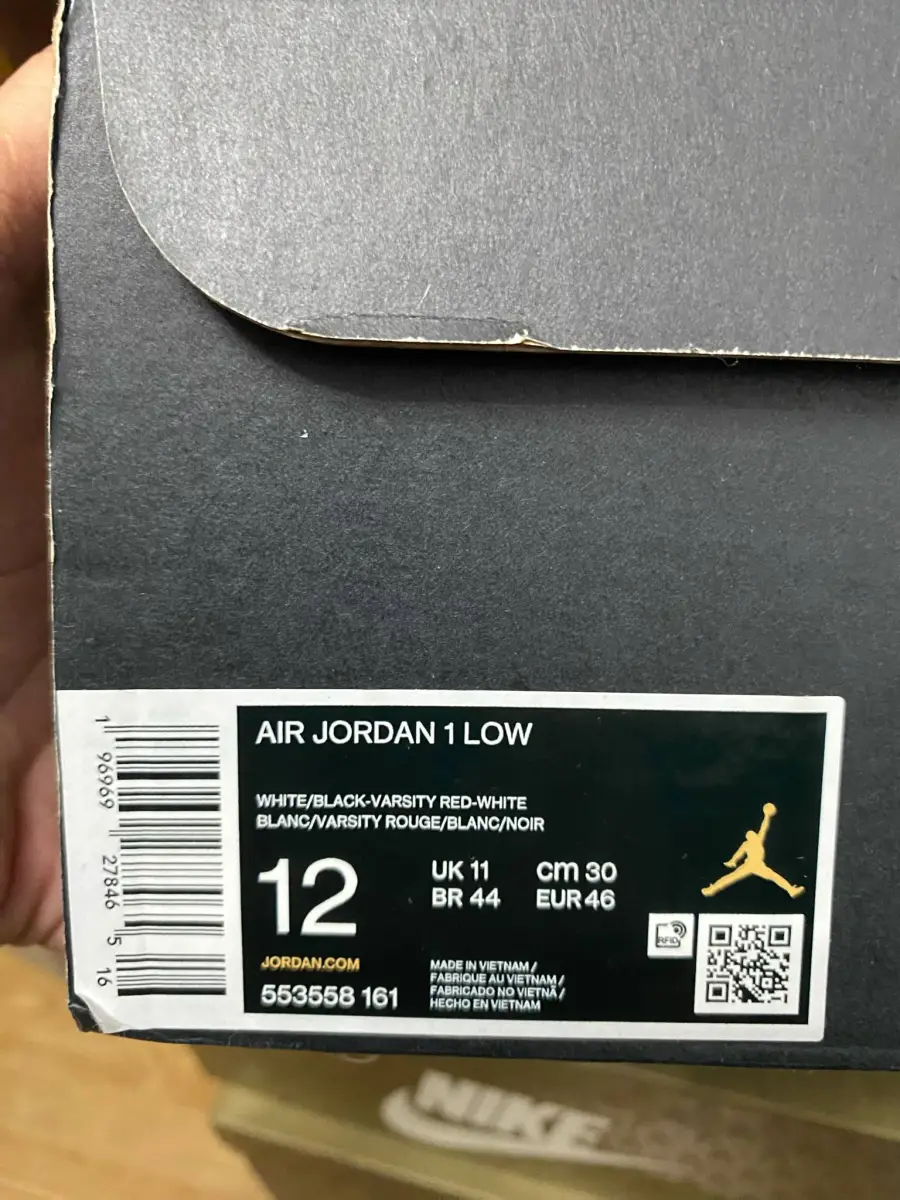 AIR JORDAN 1 LOW
WHITE/BLACK-VARSITY RED-WHITE
BLANC/VARSITY ROUGE/BLANC/NOIR
12
UK 11
cm 30
BR 44
EUR 46
JORDAN.COM
553558 161
MADE IN VIETNAM /
FABRIQUE AU VIETNAM /
FABRICADO NO VIETNÃ /
HECHO EN VIETNAM
RFID
1 96969 27846 5 16
NIKE